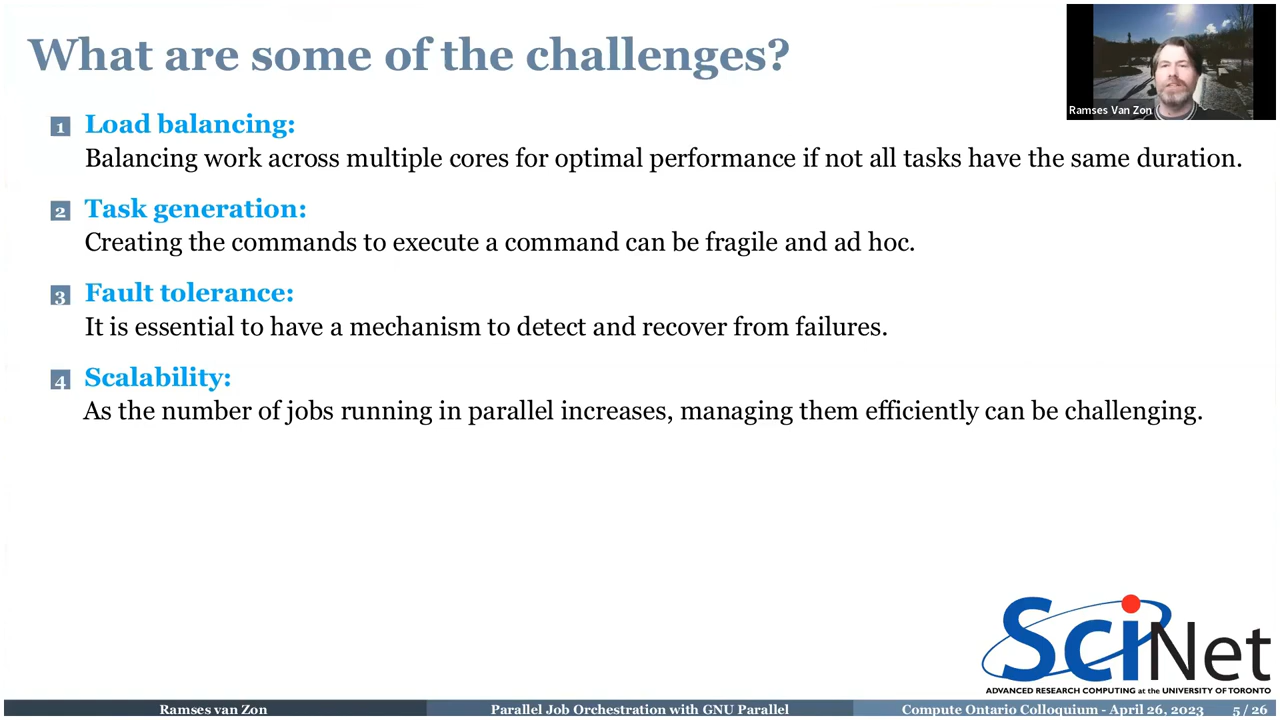 What are some of the challenges?
Ramses Van Zon
1 Load balancing:
Balancing work across multiple cores for optimal performance if not all tasks have the same duration.
2 Task generation:
Creating the commands to execute a command can be fragile and ad hoc.
3 Fault tolerance:
It is essential to have a mechanism to detect and recover from failures.
4 Scalability:
As the number of jobs running in parallel increases, managing them efficiently can be challenging.
SciNet
ADVANCED RESEARCH COMPUTING at the UNIVERSITY OF TORONTO
Ramses van Zon Parallel Job Orchestration with GNU Parallel Compute Ontario Colloquium - April 26, 2023 5 / 26